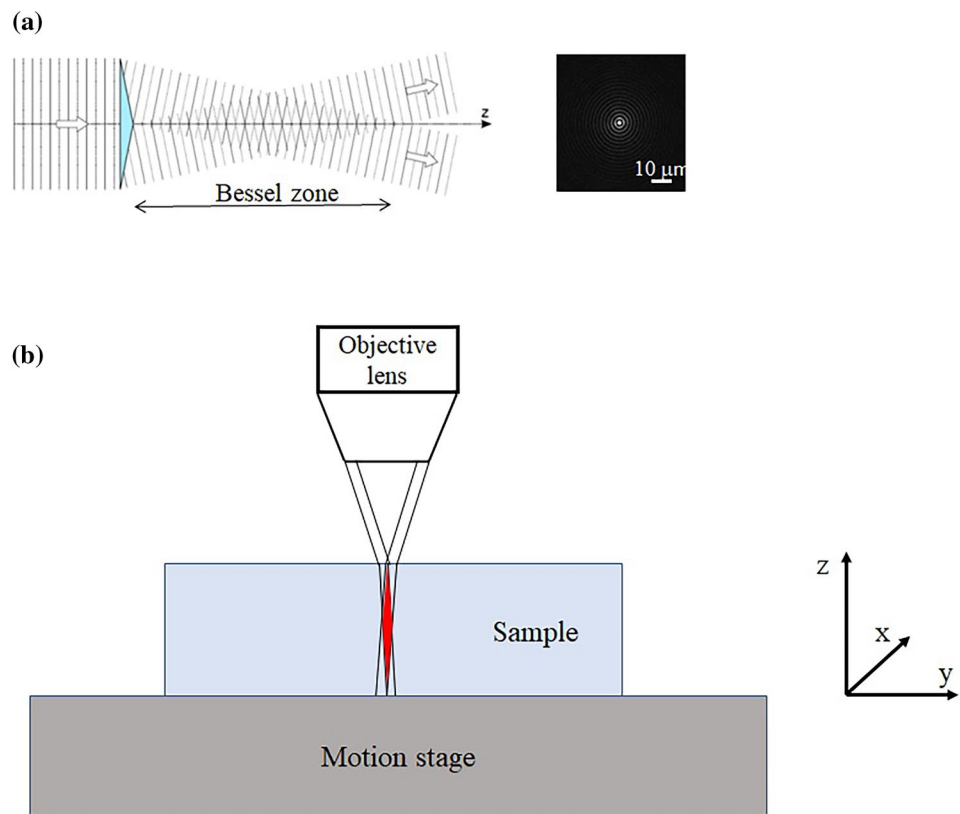 (a)
z
Bessel zone
10 μm
(b)
Objective
lens
Sample
Motion stage
z
x
y